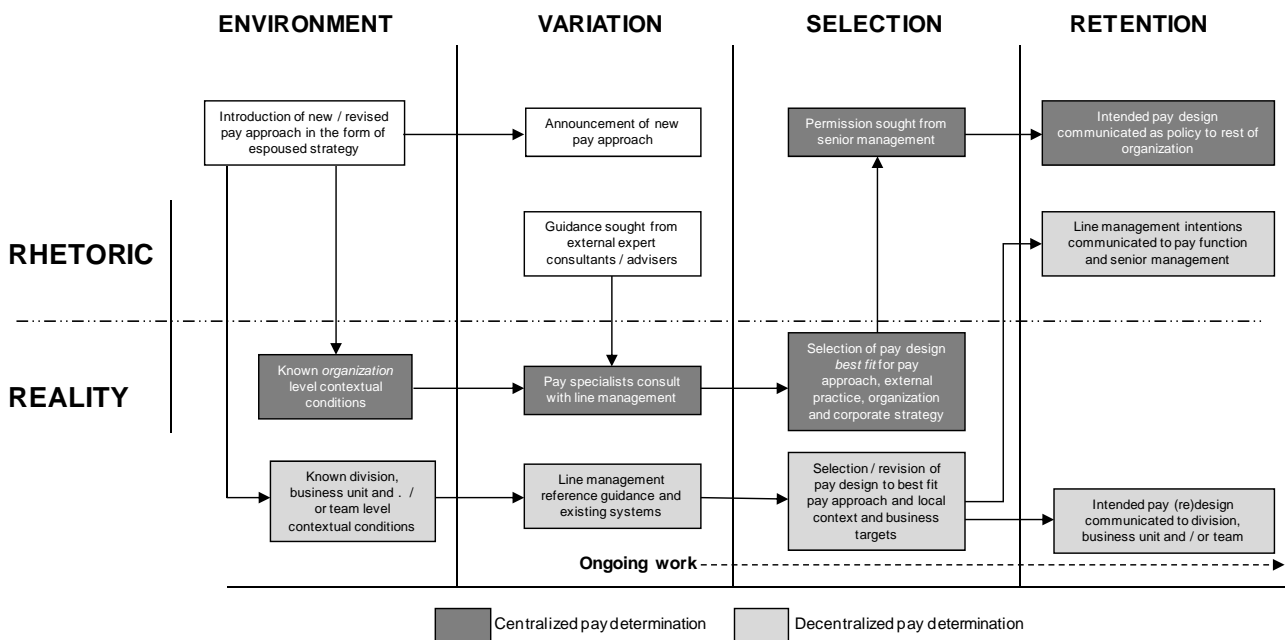 ENVIRONMENT
VARIATION
SELECTION
RETENTION
Introduction of new / revised
pay approach in the form of
espoused strategy
Announcement of new
pay approach
Permission sought from
senior management
Intended pay design
communicated as policy to rest of
organization
RHETORIC
Guidance sought from
external expert
consultants / advisers
Line management intentions
communicated to pay function
and senior management
REALITY
Known organization
level contextual
conditions
Pay specialists consult
with line management
Selection of pay design
best fit for pay
approach, external
practice, organization
and corporate strategy
Known division,
business unit and . /
or team level
contextual conditions
Line management
reference guidance and
existing systems
Selection / revision of
pay design to best fit
pay approach and local
context and business
targets
Intended pay (re)design
communicated to division,
business unit and / or team
Ongoing work
Centralized pay determination
Decentralized pay determination